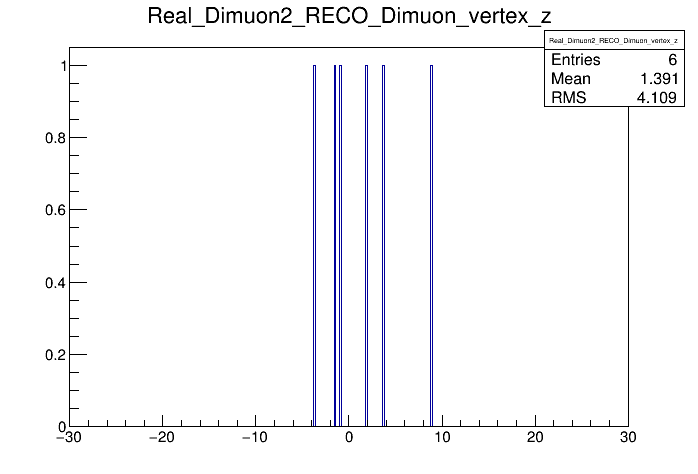 Real_Dimuon2_RECO_Dimuon_vertex_z
Real_Dimuon2_RECO_Dimuon_vertex_z
Entries 6
Mean 1.391
RMS 4.109
1
0.8
0.6
0.4
0.2
0
−30 −20 −10 0 10 20 30